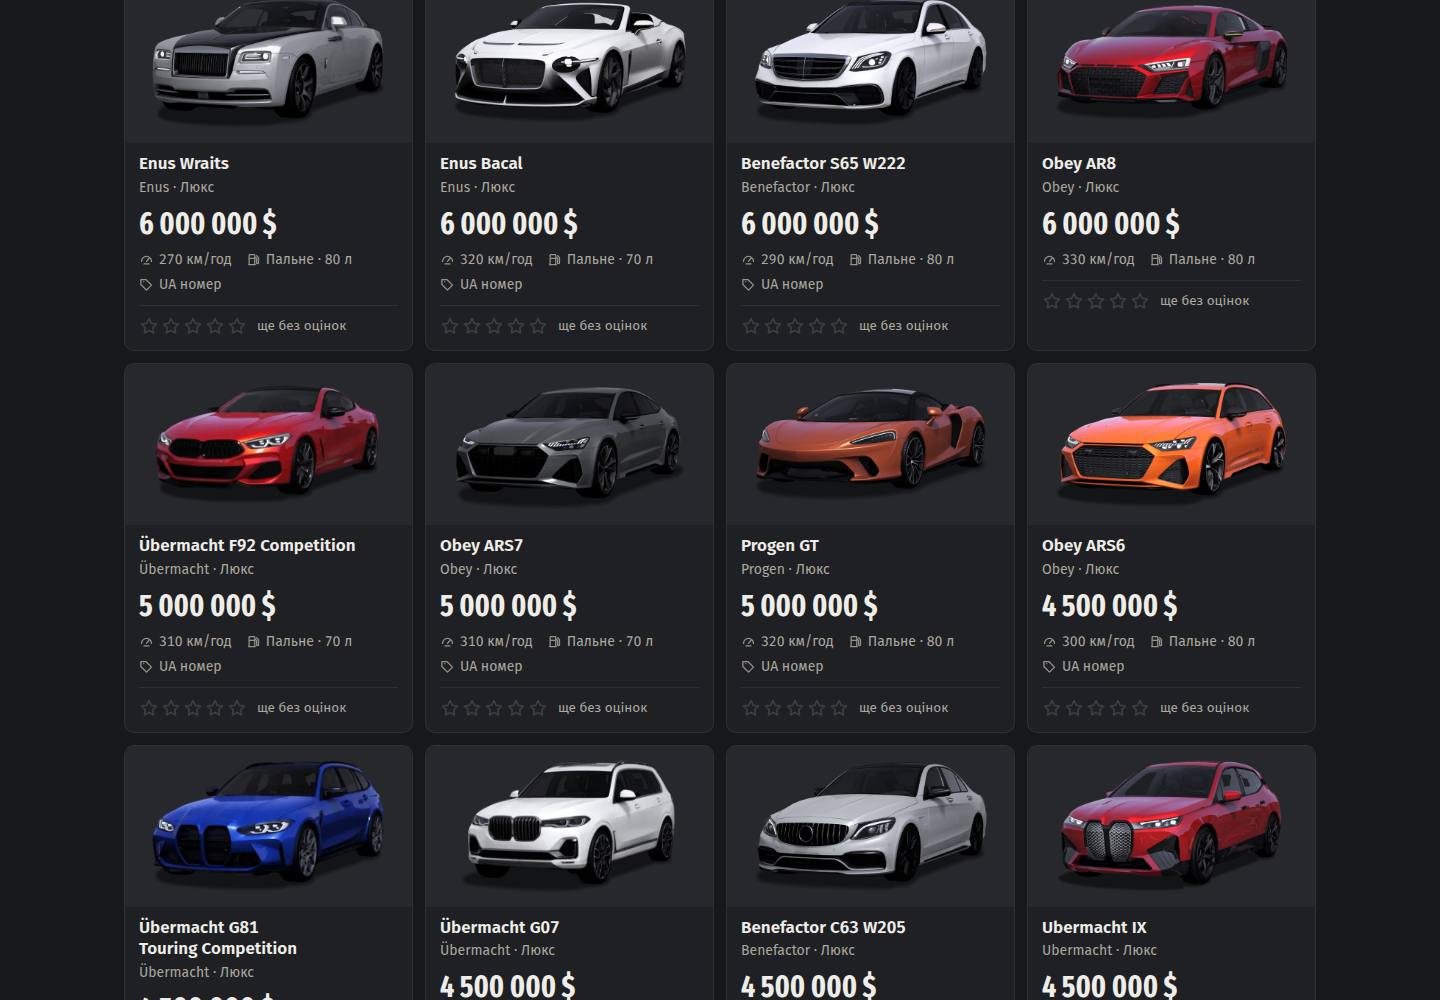 Enus Wraits
Enus · Люкс
6 000 000 $
270 км/год Пальне · 80 л
UA номер
ще без оцінок
Enus Bacal
Enus · Люкс
6 000 000 $
320 км/год Пальне · 70 л
UA номер
ще без оцінок
Benefactor S65 W222
Benefactor · Люкс
6 000 000 $
290 км/год Пальне · 80 л
UA номер
ще без оцінок
Obey AR8
Obey · Люкс
6 000 000 $
330 км/год Пальне · 80 л
ще без оцінок
Übermacht F92 Competition
Übermacht · Люкс
5 000 000 $
310 км/год Пальне · 70 л
UA номер
ще без оцінок
Obey ARS7
Obey · Люкс
5 000 000 $
310 км/год Пальне · 70 л
UA номер
ще без оцінок
Progen GT
Progen · Люкс
5 000 000 $
320 км/год Пальне · 80 л
UA номер
ще без оцінок
Obey ARS6
Obey · Люкс
4 500 000 $
300 км/год Пальне · 80 л
UA номер
ще без оцінок
Übermacht G81
Touring Competition
Übermacht · Люкс
Übermacht G07
Übermacht · Люкс
4 500 000 $
Benefactor C63 W205
Benefactor · Люкс
4 500 000 $
Ubermacht IX
Ubermacht · Люкс
4 500 000 $